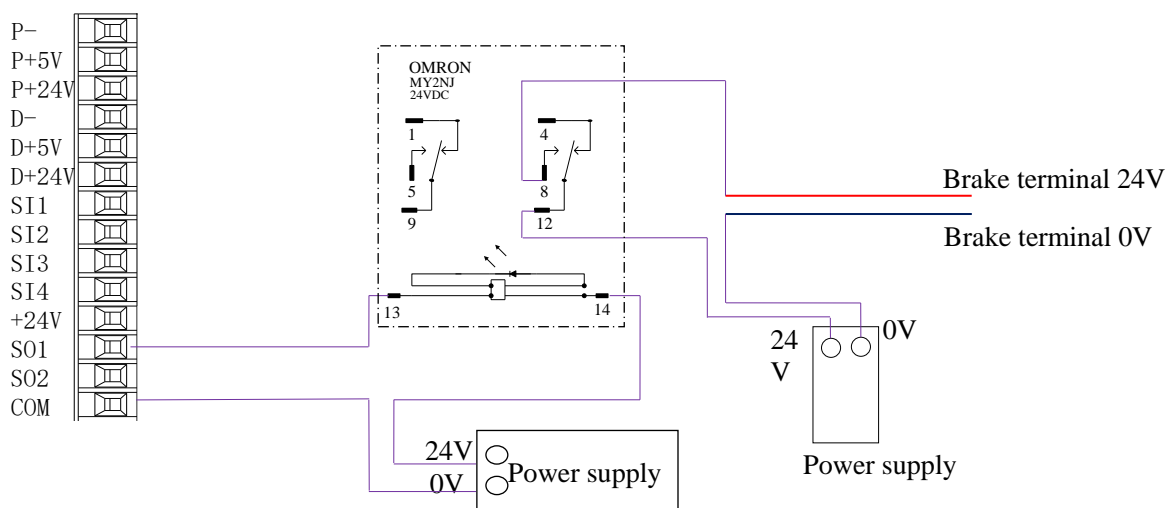 P-
P+5V
P+24V
D-
D+5V
D+24V
SI1
SI2
SI3
SI4
+24V
SO1
SO2
COM
OMRON
MY2NJ
24VDC
1
4
5
8
9
12
13
14
Brake terminal 24V
Brake terminal 0V
24
V
0V
Power supply
24V
0V
Power supply